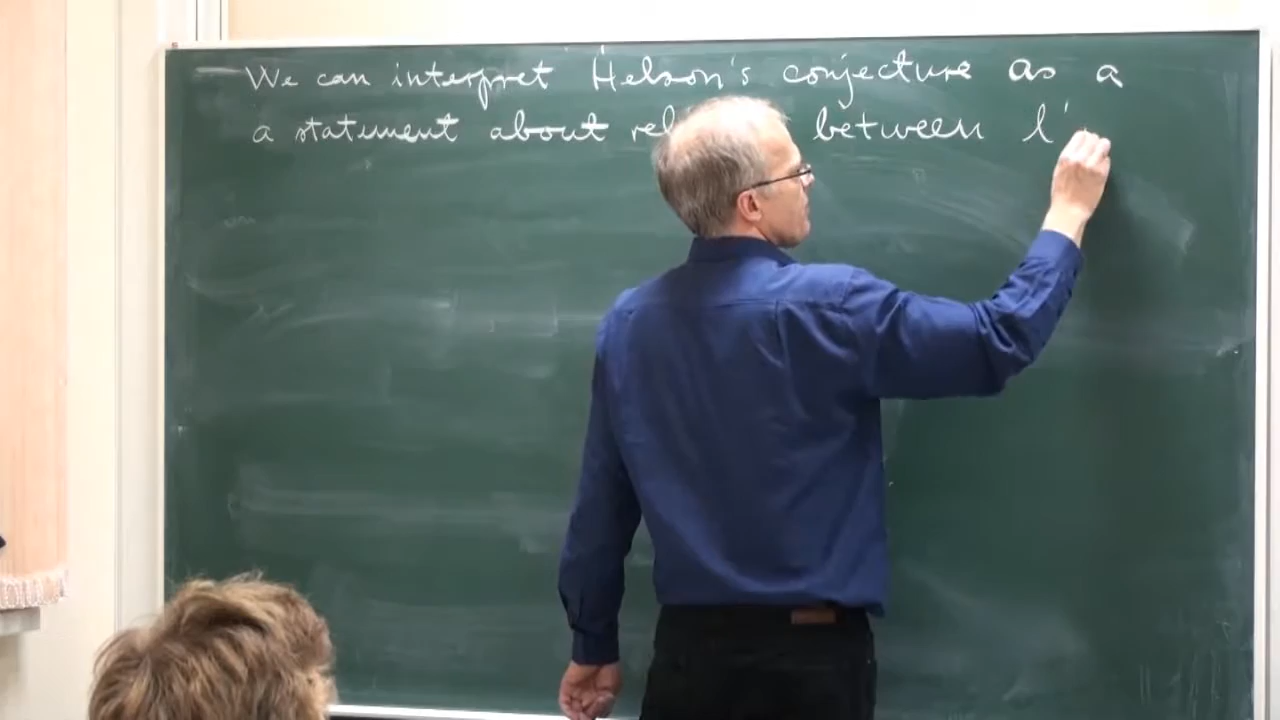 We can interpret Helson's conjecture as a
a statement about between l'